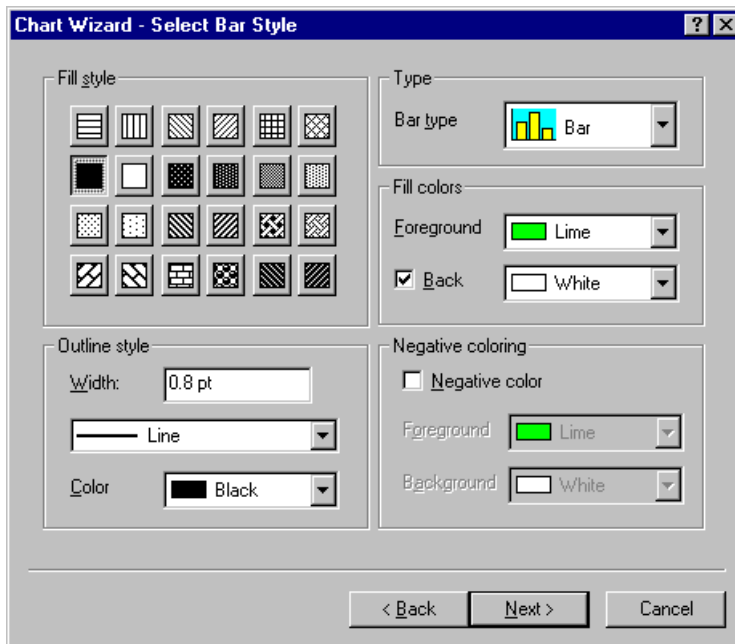 Chart Wizard - Select Bar Style
Fill style
Type
Bar type
Bar
Fill colors
Foreground
Lime
Back
White
Outline style
Width:
0.8 pt
Line
Color
Black
Negative coloring
Negative color
Foreground
Lime
Background
White
< Back
Next >
Cancel